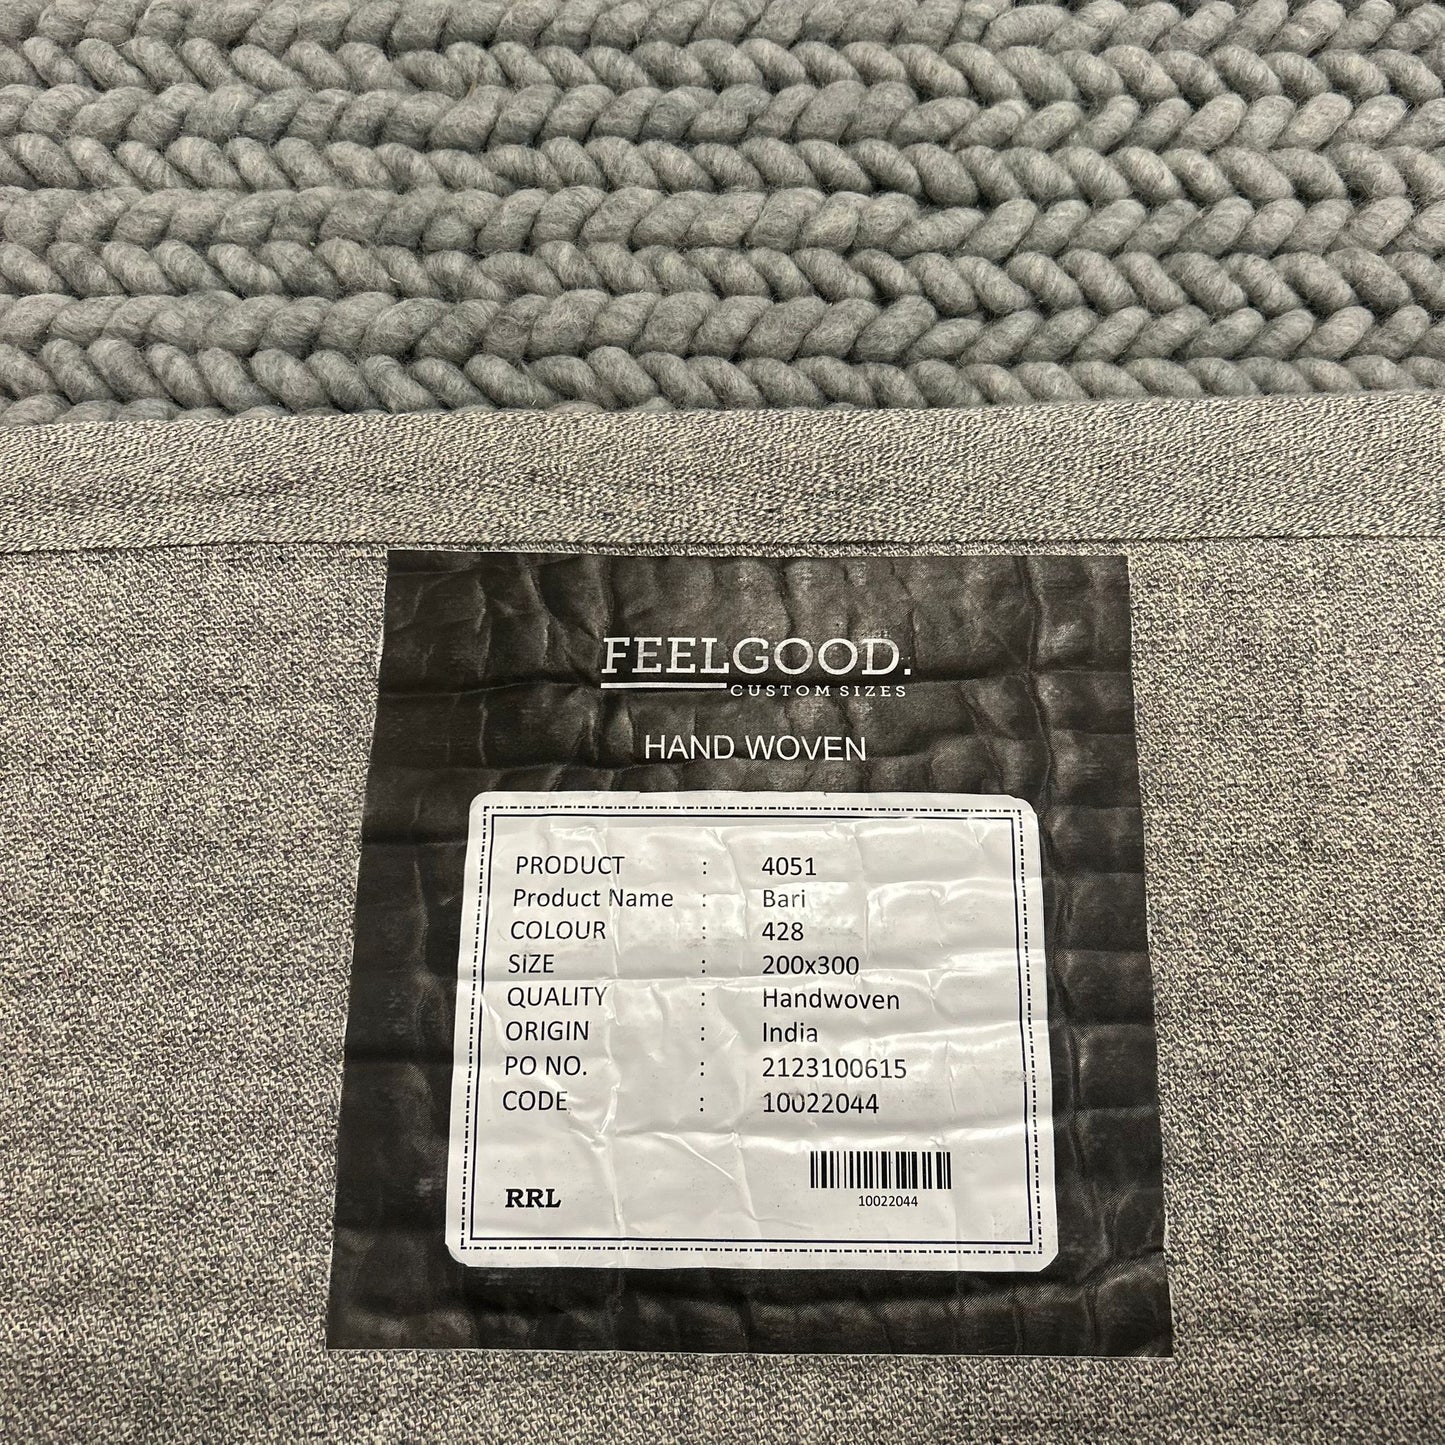 FEELGOOD.
CUSTOM SIZES
HAND WOVEN
PRODUCT : 4051
Product Name : Bari
COLOUR : 428
SIZE : 200x300
QUALITY : Handwoven
ORIGIN : India
PO NO. : 2123100615
CODE : 10022044
RRL
10022044